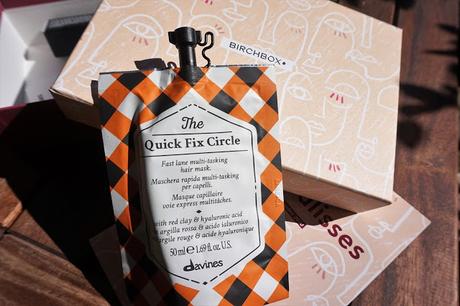 BIRCHBOX
The
Quick Fix Circle
Fast lane multi-tasking
hair mask.
Maschera rapida multi-tasking
per capelli.
Masque capillaire
voie express multitâches.
with red clay & hyaluronic acid
argilla rossa & acido ialuronico
argile rouge & acide hyaluronique
50 ml e 1.69 fl. oz. U.S.
davines